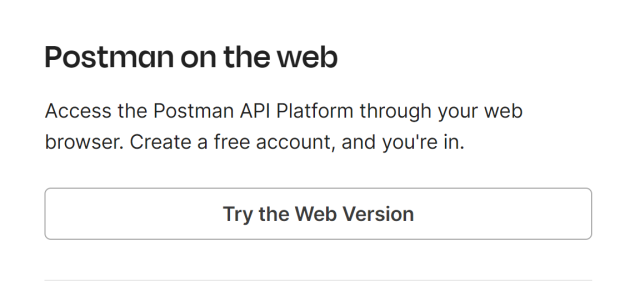 Postman on the web
Access the Postman API Platform through your web
browser. Create a free account, and you're in.
Try the Web Version